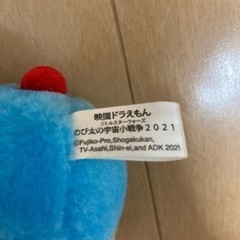 映画ドラえもん
リトルスターウォーズ
のび太の宇宙小戦争2021
©Fujiko-Pro,Shogakukan,
TV-Asahi,Shin-ei,and ADK 2021